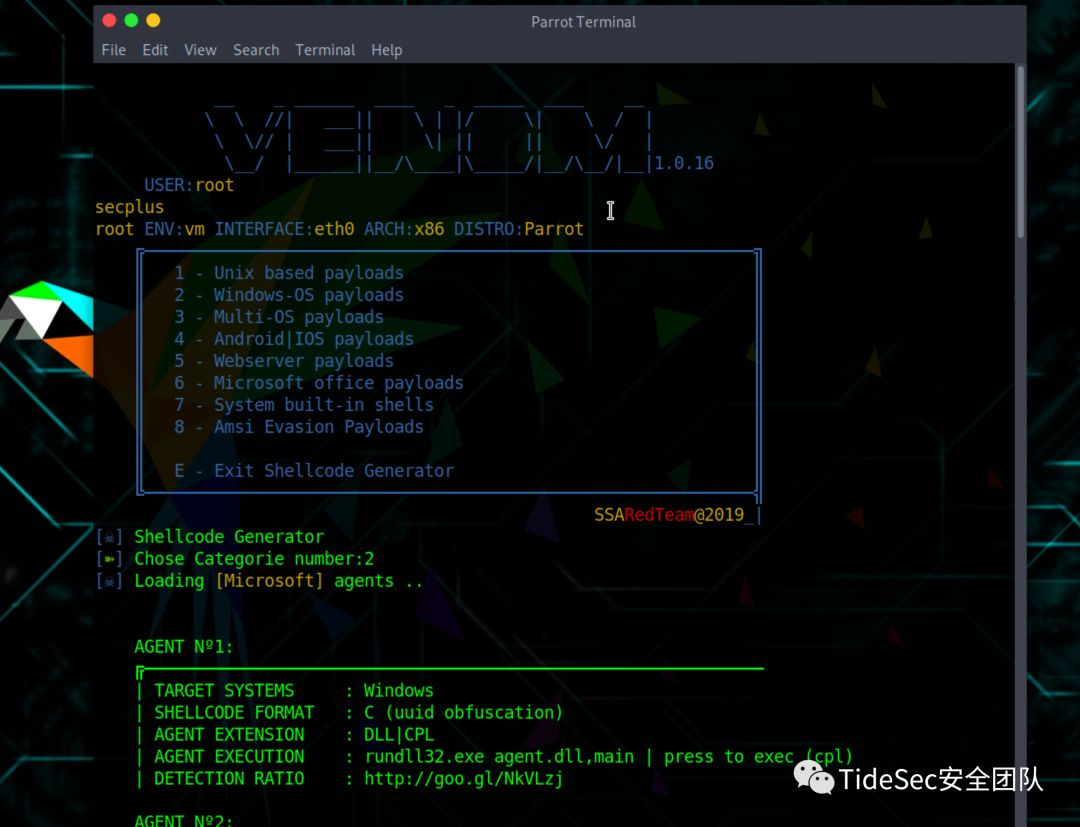 Parrot Terminal
File Edit View Search Terminal Help
VENOM 1.0.16
USER:root
secplus
root ENV:vm INTERFACE:eth0 ARCH:x86 DISTRO:Parrot
1 - Unix based payloads
2 - Windows-OS payloads
3 - Multi-OS payloads
4 - Android|IOS payloads
5 - Webserver payloads
6 - Microsoft office payloads
7 - System built-in shells
8 - Amsi Evasion Payloads
E - Exit Shellcode Generator
SSARedTeam@2019_|
[☠] Shellcode Generator
[➽] Chose Categorie number:2
[☠] Loading [Microsoft] agents ..
AGENT Nº1:
| TARGET SYSTEMS : Windows
| SHELLCODE FORMAT : C (uuid obfuscation)
| AGENT EXTENSION : DLL|CPL
| AGENT EXECUTION : rundll32.exe agent.dll,main | press to exec (cpl)
| DETECTION RATIO : http://goo.gl/NkVLzj
TideSec安全团队
AGENT Nº2: